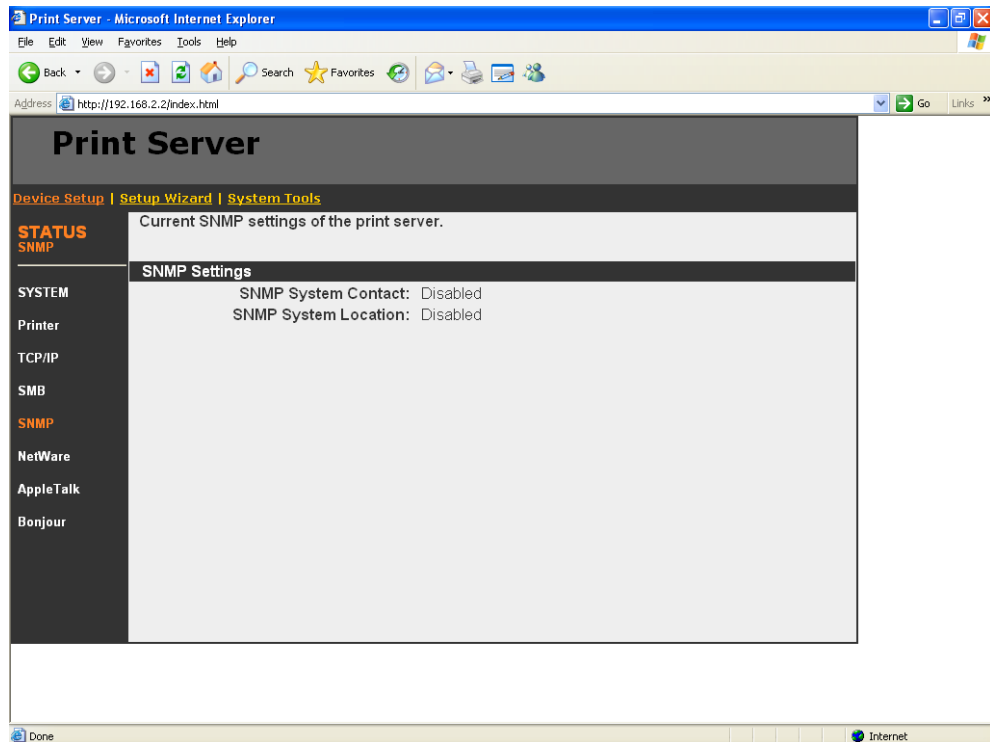 Print Server - Microsoft Internet Explorer
File Edit View Favorites Tools Help
Back Search Favorites
Address http://192.168.2.2/index.html Go Links »
Print Server
Device Setup | Setup Wizard | System Tools
STATUS
SNMP
Current SNMP settings of the print server.
SNMP Settings
SNMP System Contact: Disabled
SNMP System Location: Disabled
SYSTEM
Printer
TCP/IP
SMB
SNMP
NetWare
AppleTalk
Bonjour
Done Internet